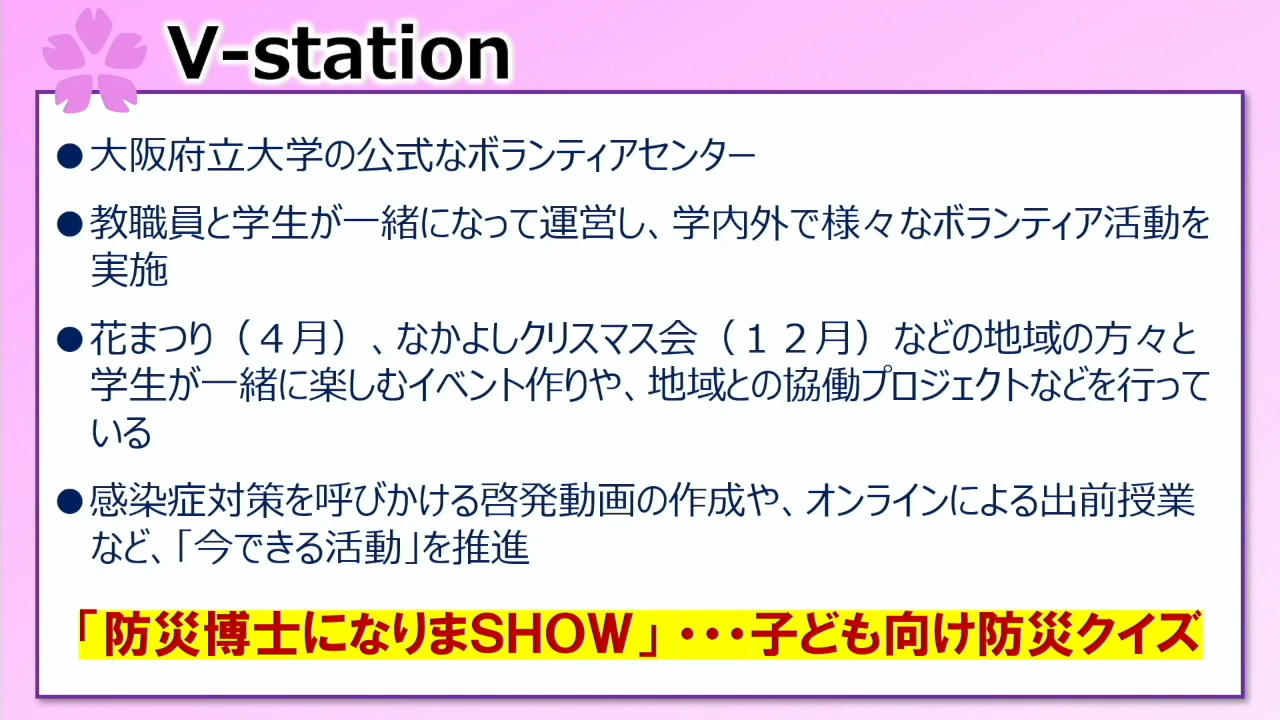 V-station
●大阪府立大学の公式なボランティアセンター
●教職員と学生が一緒になって運営し、学内外で様々なボランティア活動を
実施
●花まつり（４月）、なかよしクリスマス会（１２月）などの地域の方々と
学生が一緒に楽しむイベント作りや、地域との協働プロジェクトなどを行って
いる
●感染症対策を呼びかける啓発動画の作成や、オンラインによる出前授業
など、「今できる活動」を推進
「防災博士になりまSHOW」・・・子ども向け防災クイズ